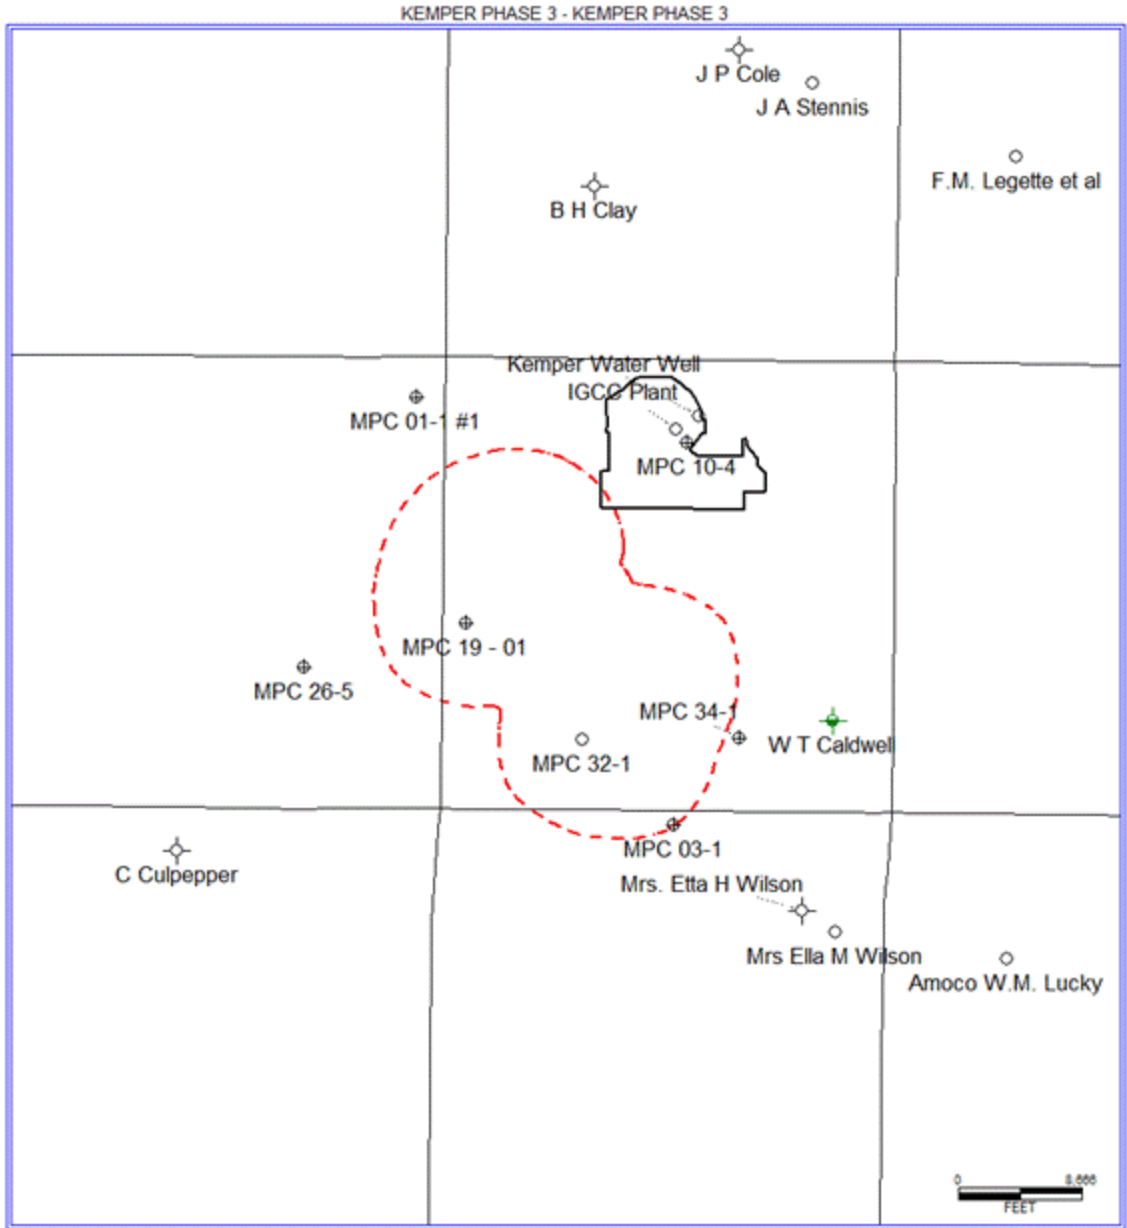 KEMPER PHASE 3 - KEMPER PHASE 3
J P Cole
J A Stennis
F.M. Legette et al
B H Clay
Kemper Water Well
IGCC Plant
MPC 01-1 #1
MPC 10-4
MPC 19 - 01
MPC 26-5
MPC 34-1
W T Caldwell
MPC 32-1
MPC 03-1
C Culpepper
Mrs. Etta H Wilson
Mrs Ella M Wilson
Amoco W.M. Lucky
0
FEET